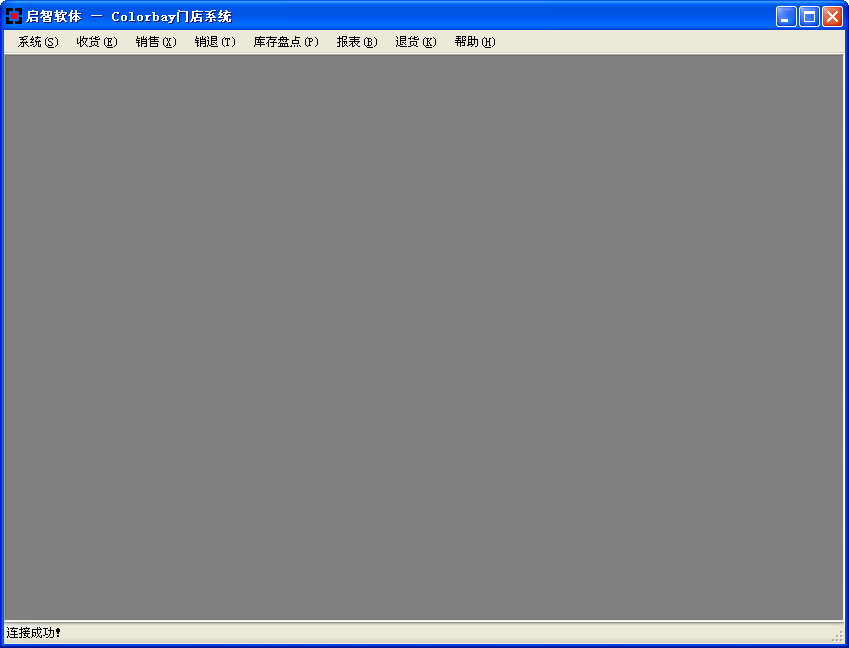 启智软体 — Colorbay门店系统
系统(S) 收货(E) 销售(X) 销退(T) 库存盘点(P) 报表(B) 退货(K) 帮助(H)
连接成功!